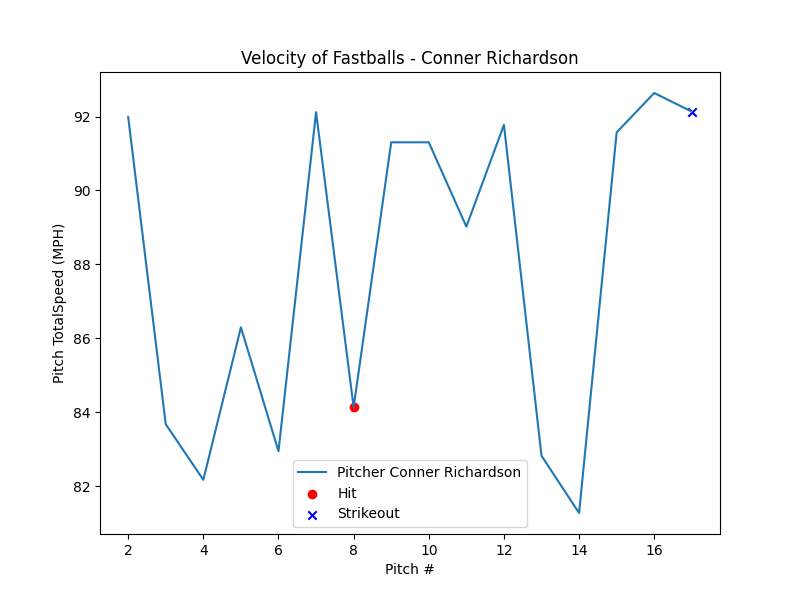 Velocity of Fastballs - Conner Richardson
Pitch TotalSpeed (MPH)
92
90
88
86
84
82
Pitcher Conner Richardson
Hit
Strikeout
2 4 6 8 10 12 14 16
Pitch #